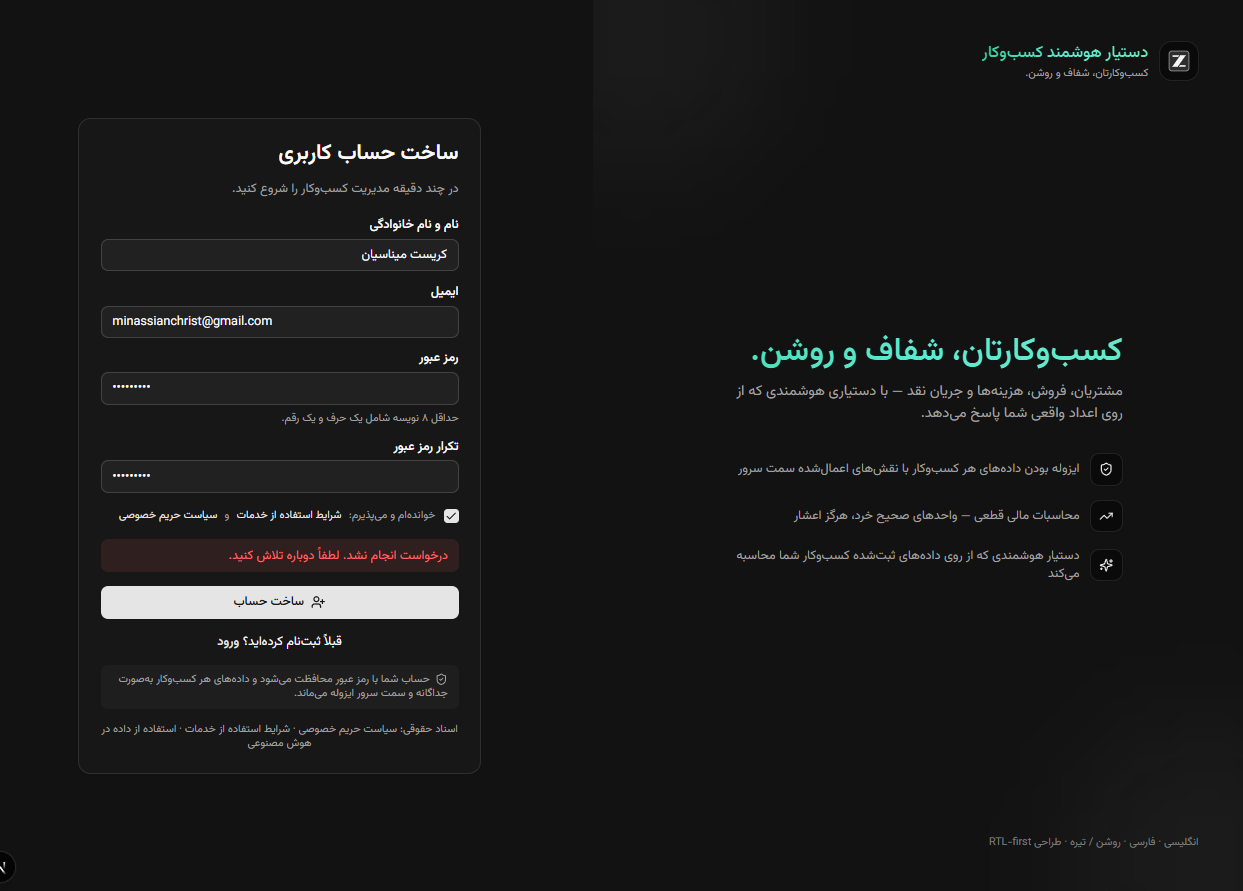 دستیار هوشمند کسب‌وکار
کسب‌وکارتان، شفاف و روشن.
کسب‌وکارتان، شفاف و روشن.
مشتریان، فروش، هزینه‌ها و جریان نقد — با دستیاری هوشمندی که از
روی اعداد واقعی شما پاسخ می‌دهد.
ایزوله بودن داده‌های هر کسب‌وکار با نقش‌های اعمال‌شده سمت سرور
محاسبات مالی قطعی — واحدهای صحیح خرد، هرگز اعشار
دستیار هوشمندی که از روی داده‌های ثبت‌شده کسب‌وکار شما محاسبه
می‌کند
انگلیسی · فارسی · روشن / تیره · طراحی RTL-first
ساخت حساب کاربری
در چند دقیقه مدیریت کسب‌وکار را شروع کنید.
نام و نام خانوادگی
کریست میناسیان
ایمیل
minassianchrist@gmail.com
رمز عبور
•••••••••
حداقل ۸ نویسه شامل یک حرف و یک رقم.
تکرار رمز عبور
•••••••••
خوانده‌ام و می‌پذیرم: شرایط استفاده از خدمات و سیاست حریم خصوصی
درخواست انجام نشد. لطفاً دوباره تلاش کنید.
ساخت حساب
قبلاً ثبت‌نام کرده‌اید؟ ورود
حساب شما با رمز عبور محافظت می‌شود و داده‌های هر کسب‌وکار به‌صورت
جداگانه و سمت سرور ایزوله می‌ماند.
اسناد حقوقی: سیاست حریم خصوصی · شرایط استفاده از خدمات · استفاده از داده در
هوش مصنوعی